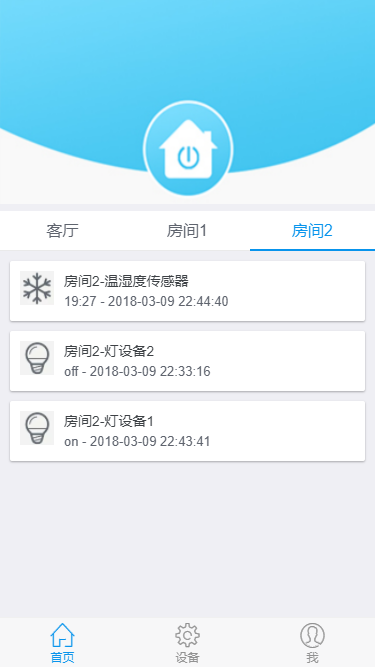 客厅
房间1
房间2
房间2-温湿度传感器
19:27 - 2018-03-09 22:44:40
房间2-灯设备2
off - 2018-03-09 22:33:16
房间2-灯设备1
on - 2018-03-09 22:43:41
首页
设备
我